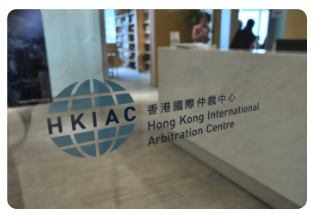 HKIAC
香港國際仲裁中心
Hong Kong International
Arbitration Centre